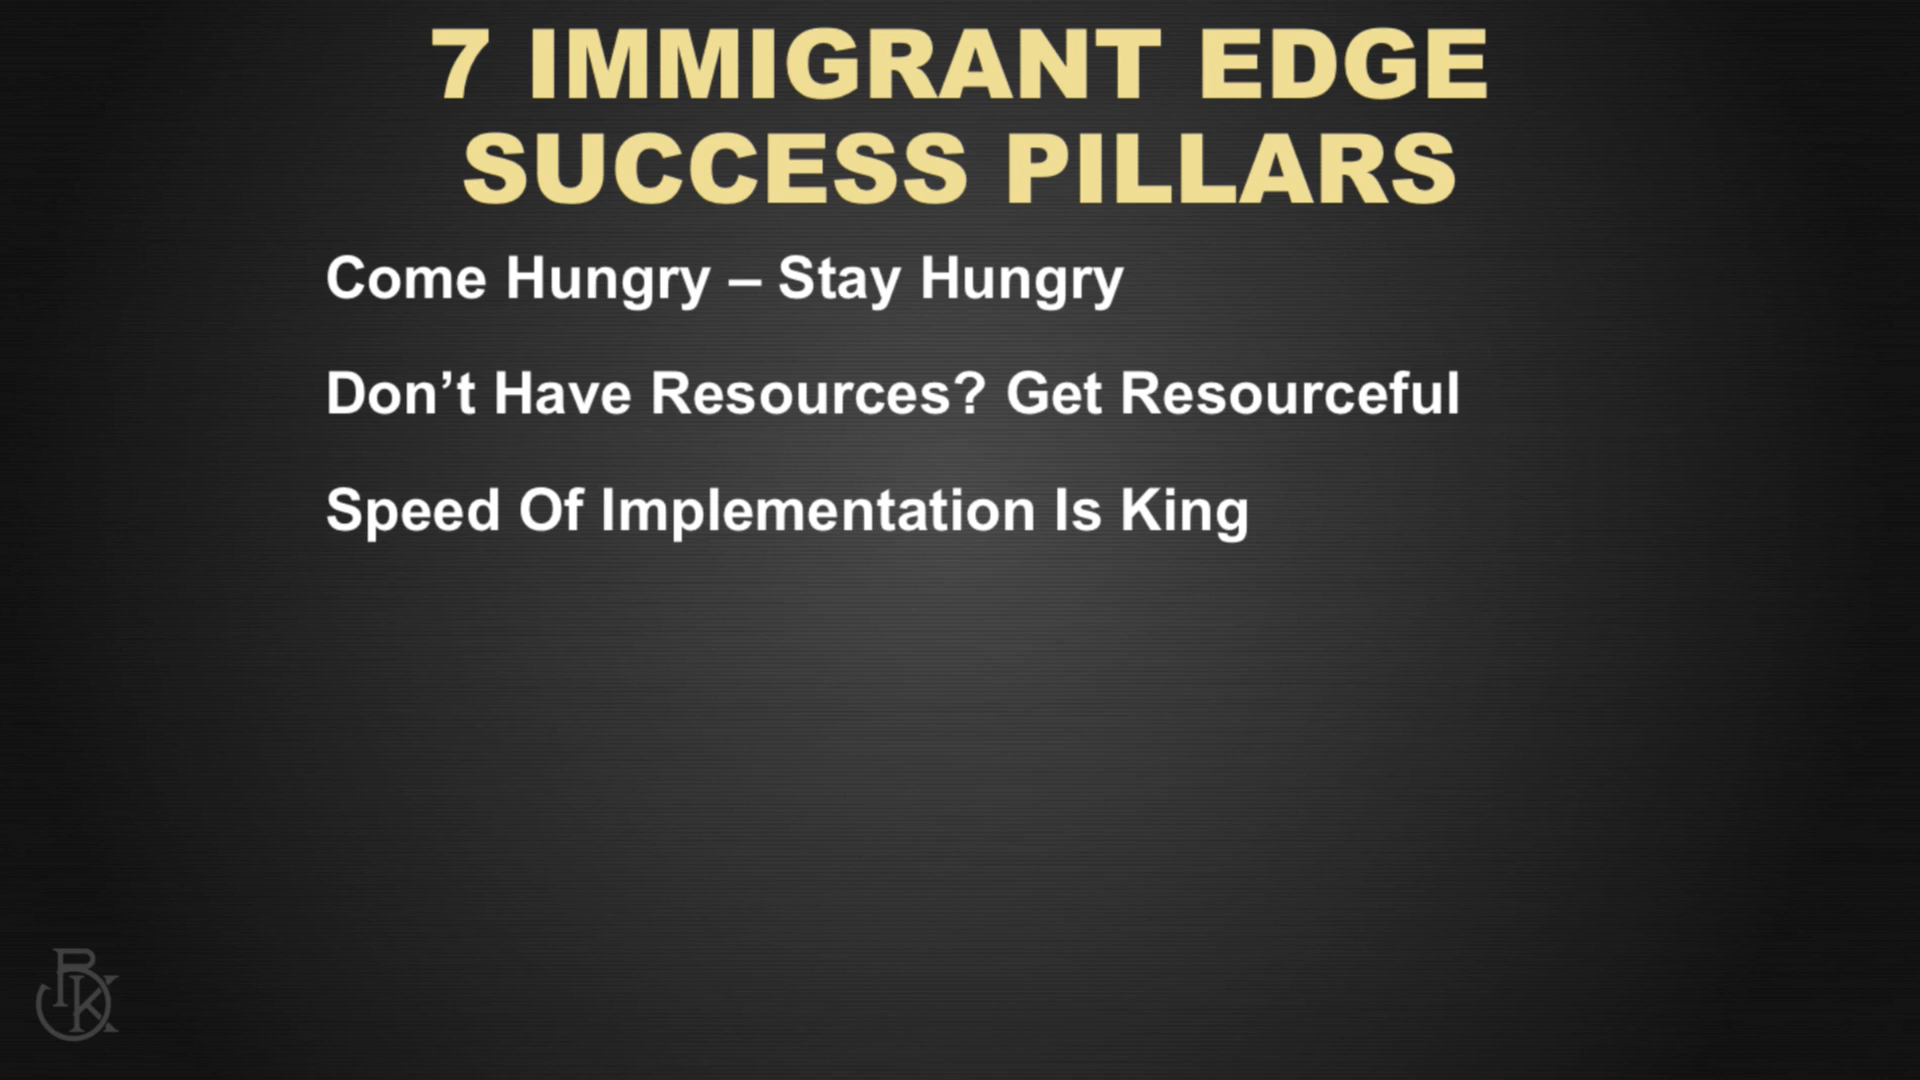 7 IMMIGRANT EDGE
SUCCESS PILLARS
Come Hungry – Stay Hungry
Don’t Have Resources? Get Resourceful
Speed Of Implementation Is King